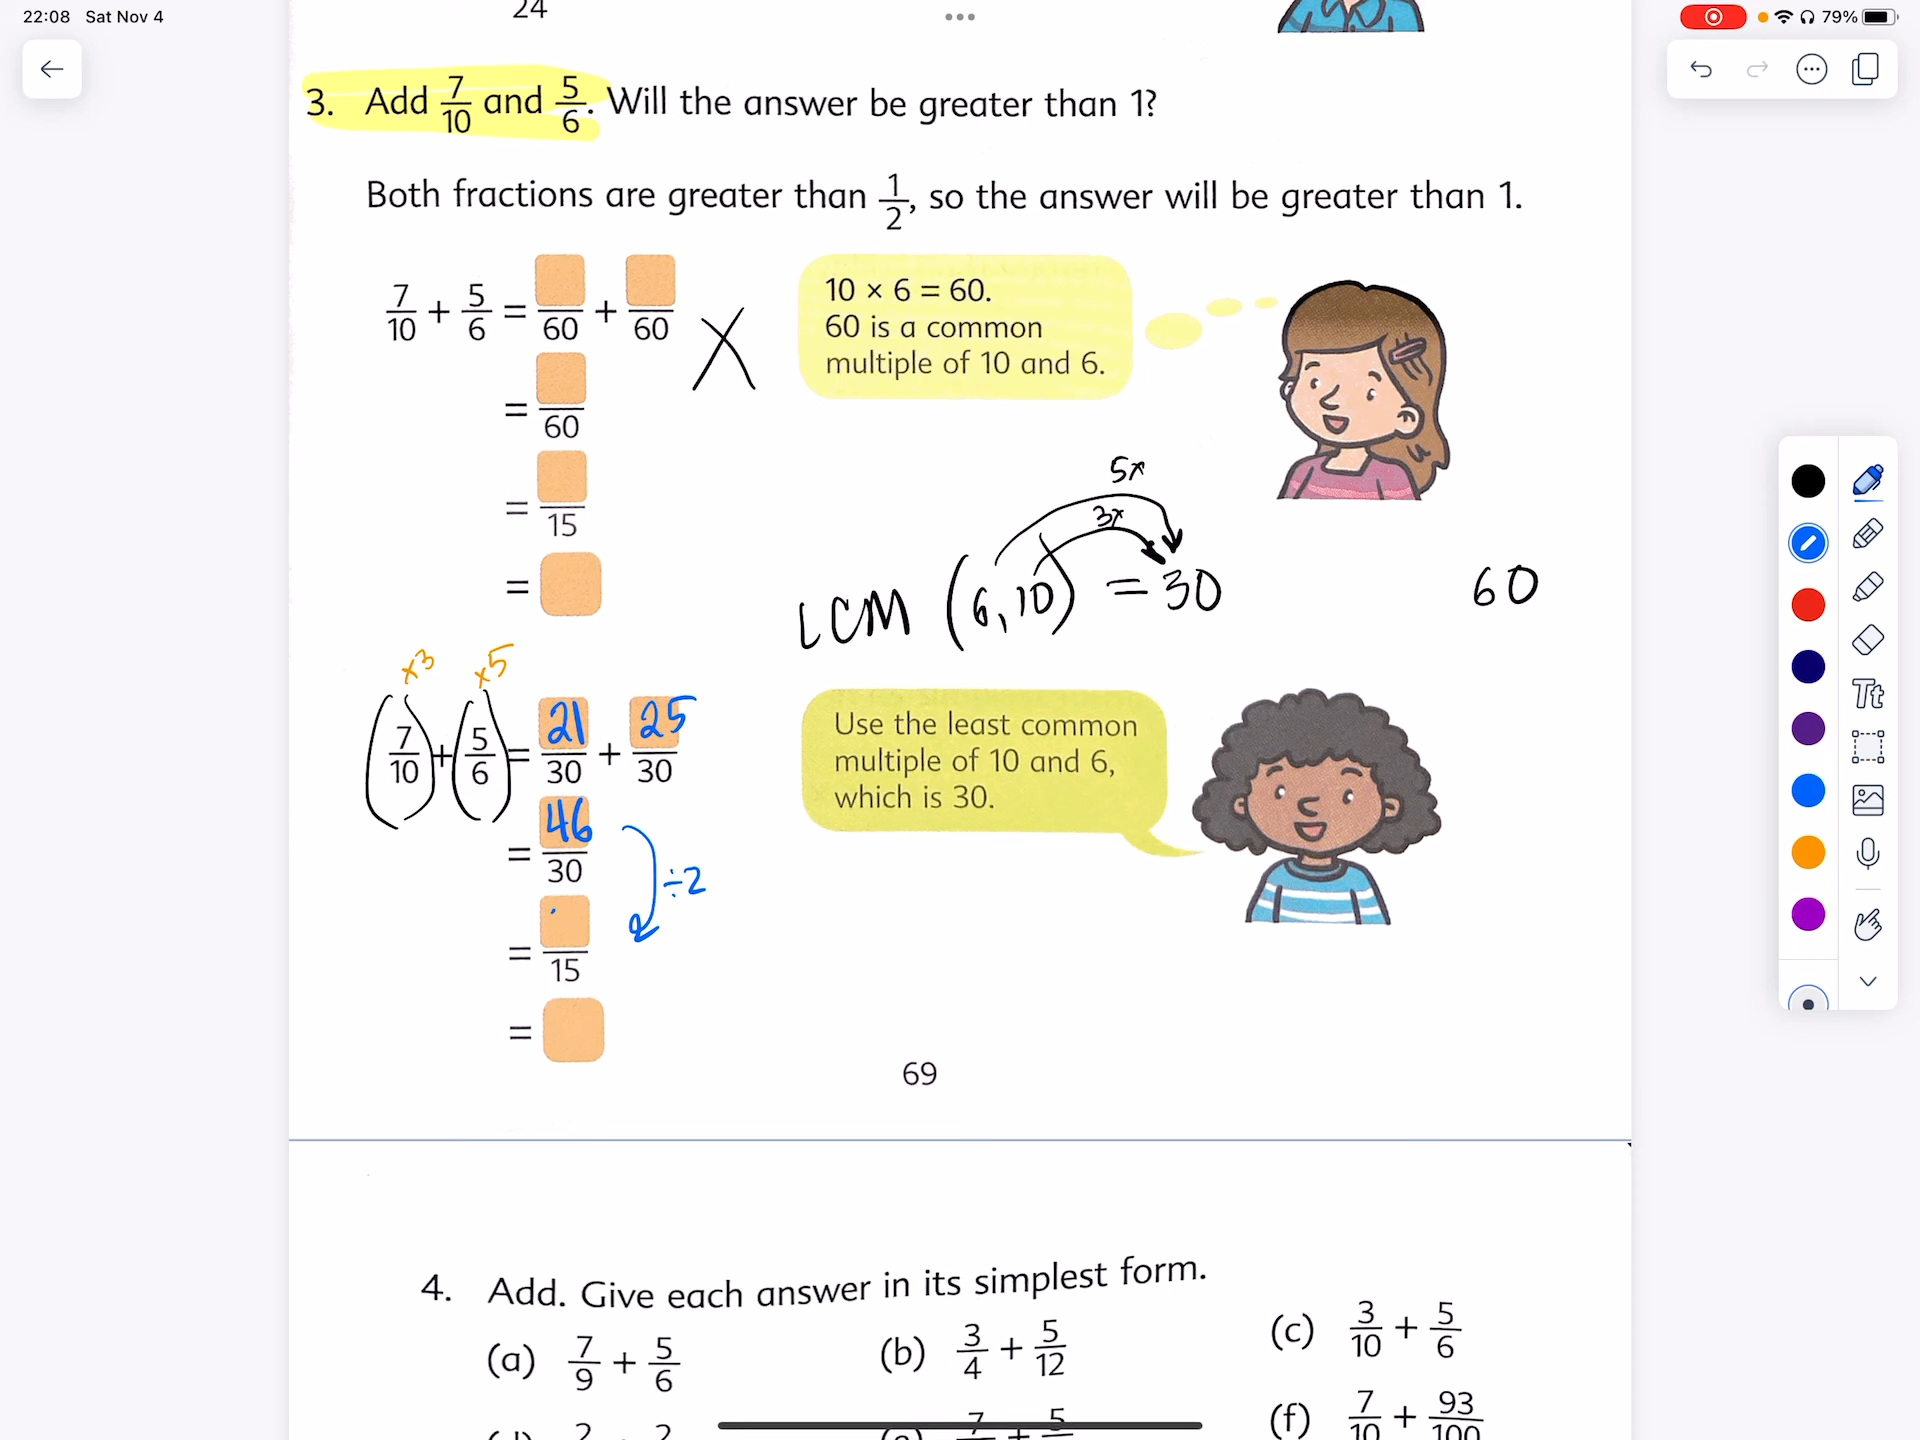 22:08 Sat Nov 4
79%
24
3. Add 7/10 and 5/6. Will the answer be greater than 1?
Both fractions are greater than 1/2, so the answer will be greater than 1.
7/10 + 5/6 = /60 + /60 X
= /60
= /15
=
10 × 6 = 60.
60 is a common
multiple of 10 and 6.
5x
3x
LCM (6,10) = 30
60
x3 x5
(7/10) + (5/6) = 21/30 + 25/30
= 46/30
÷2
= /15
=
Use the least common
multiple of 10 and 6,
which is 30.
69
4. Add. Give each answer in its simplest form.
(a) 7/9 + 5/6 (b) 3/4 + 5/12 (c) 3/10 + 5/6
(f) 7/10 + 93/100
Tt